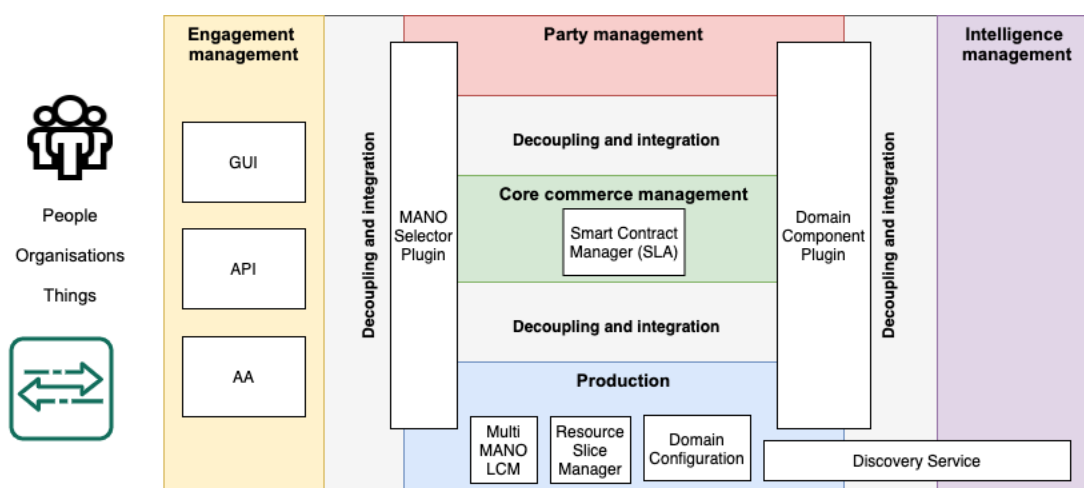 People
Organisations
Things
Engagement
management
GUI
API
AA
Decoupling and integration
MANO
Selector
Plugin
Party management
Decoupling and integration
Core commerce management
Smart Contract
Manager (SLA)
Decoupling and integration
Production
Multi
MANO
LCM
Resource
Slice
Manager
Domain
Configuration
Domain
Component
Plugin
Decoupling and integration
Intelligence
management
Discovery Service